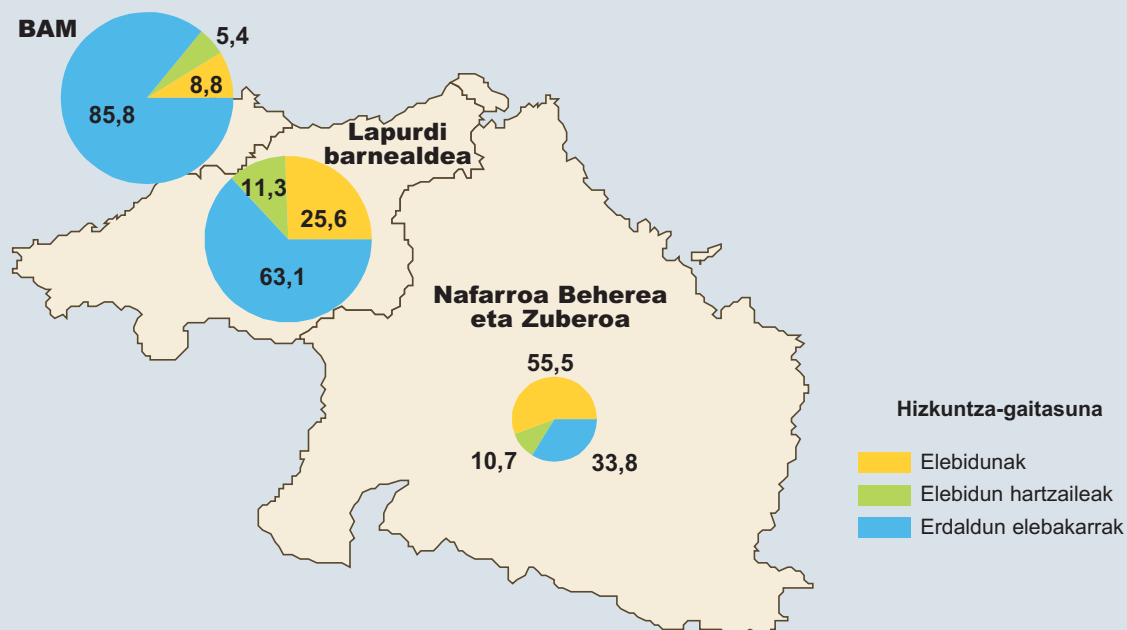 BAM
5,4
8,8
85,8
Lapurdi
barnealdea
11,3
25,6
63,1
Nafarroa Beherea
eta Zuberoa
55,5
10,7
33,8
Hizkuntza-gaitasuna
Elebidunak
Elebidun hartzaileak
Erdaldun elebakarrak